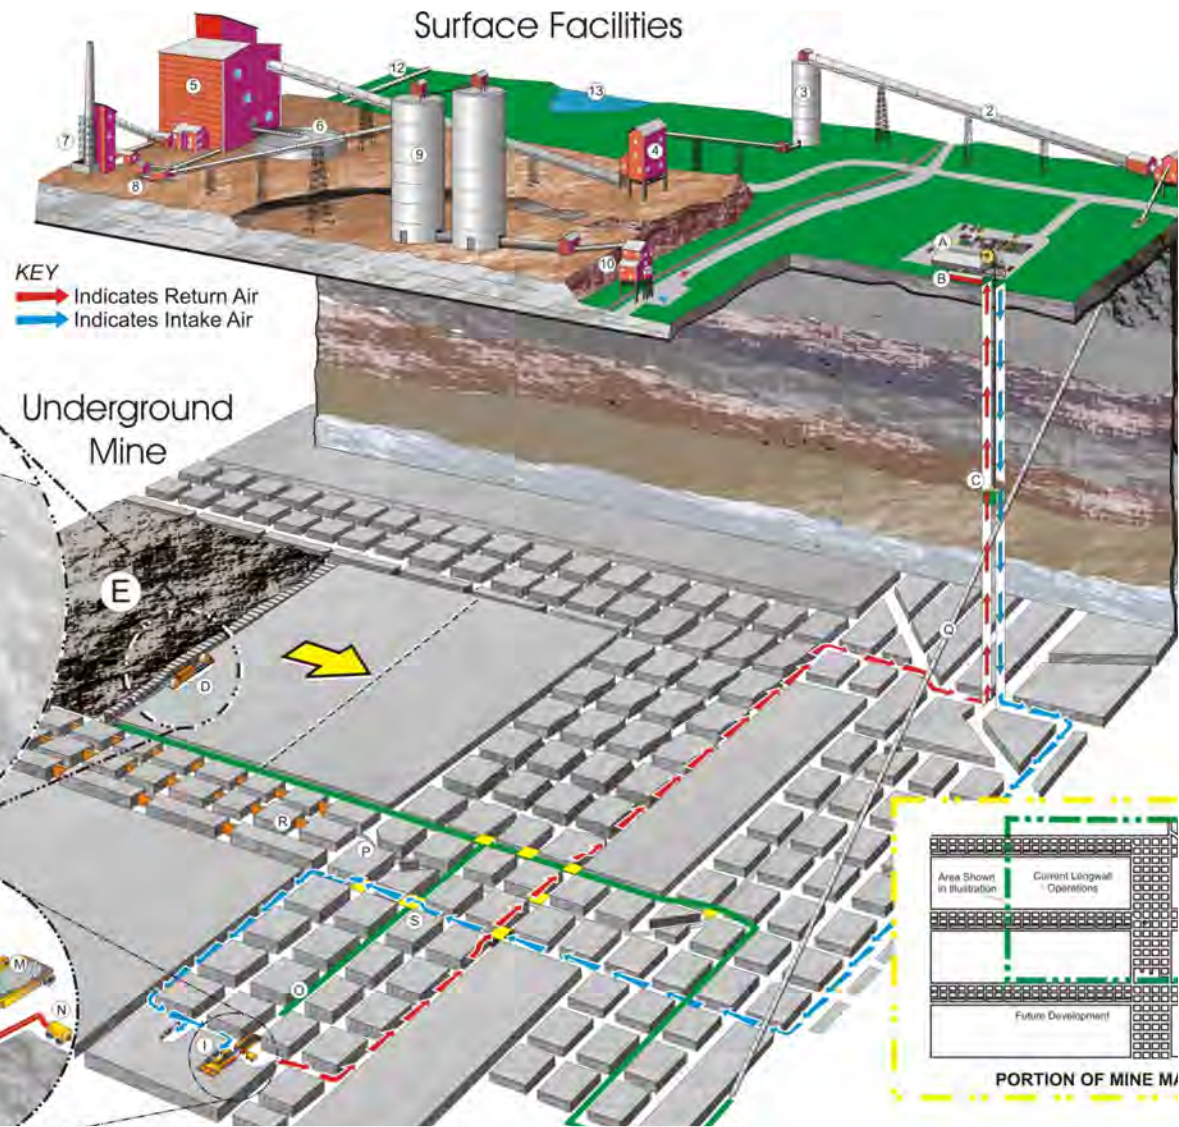 Surface Facilities
12
13
3
2
5
6
7
9
4
8
A
10
B
KEY
Indicates Return Air
Indicates Intake Air
Underground
Mine
C
E
Q
D
R
P
S
O
M
N
I
Area Shown
in Illustration
Current Longwall
Operations
Future Development
PORTION OF MINE MA